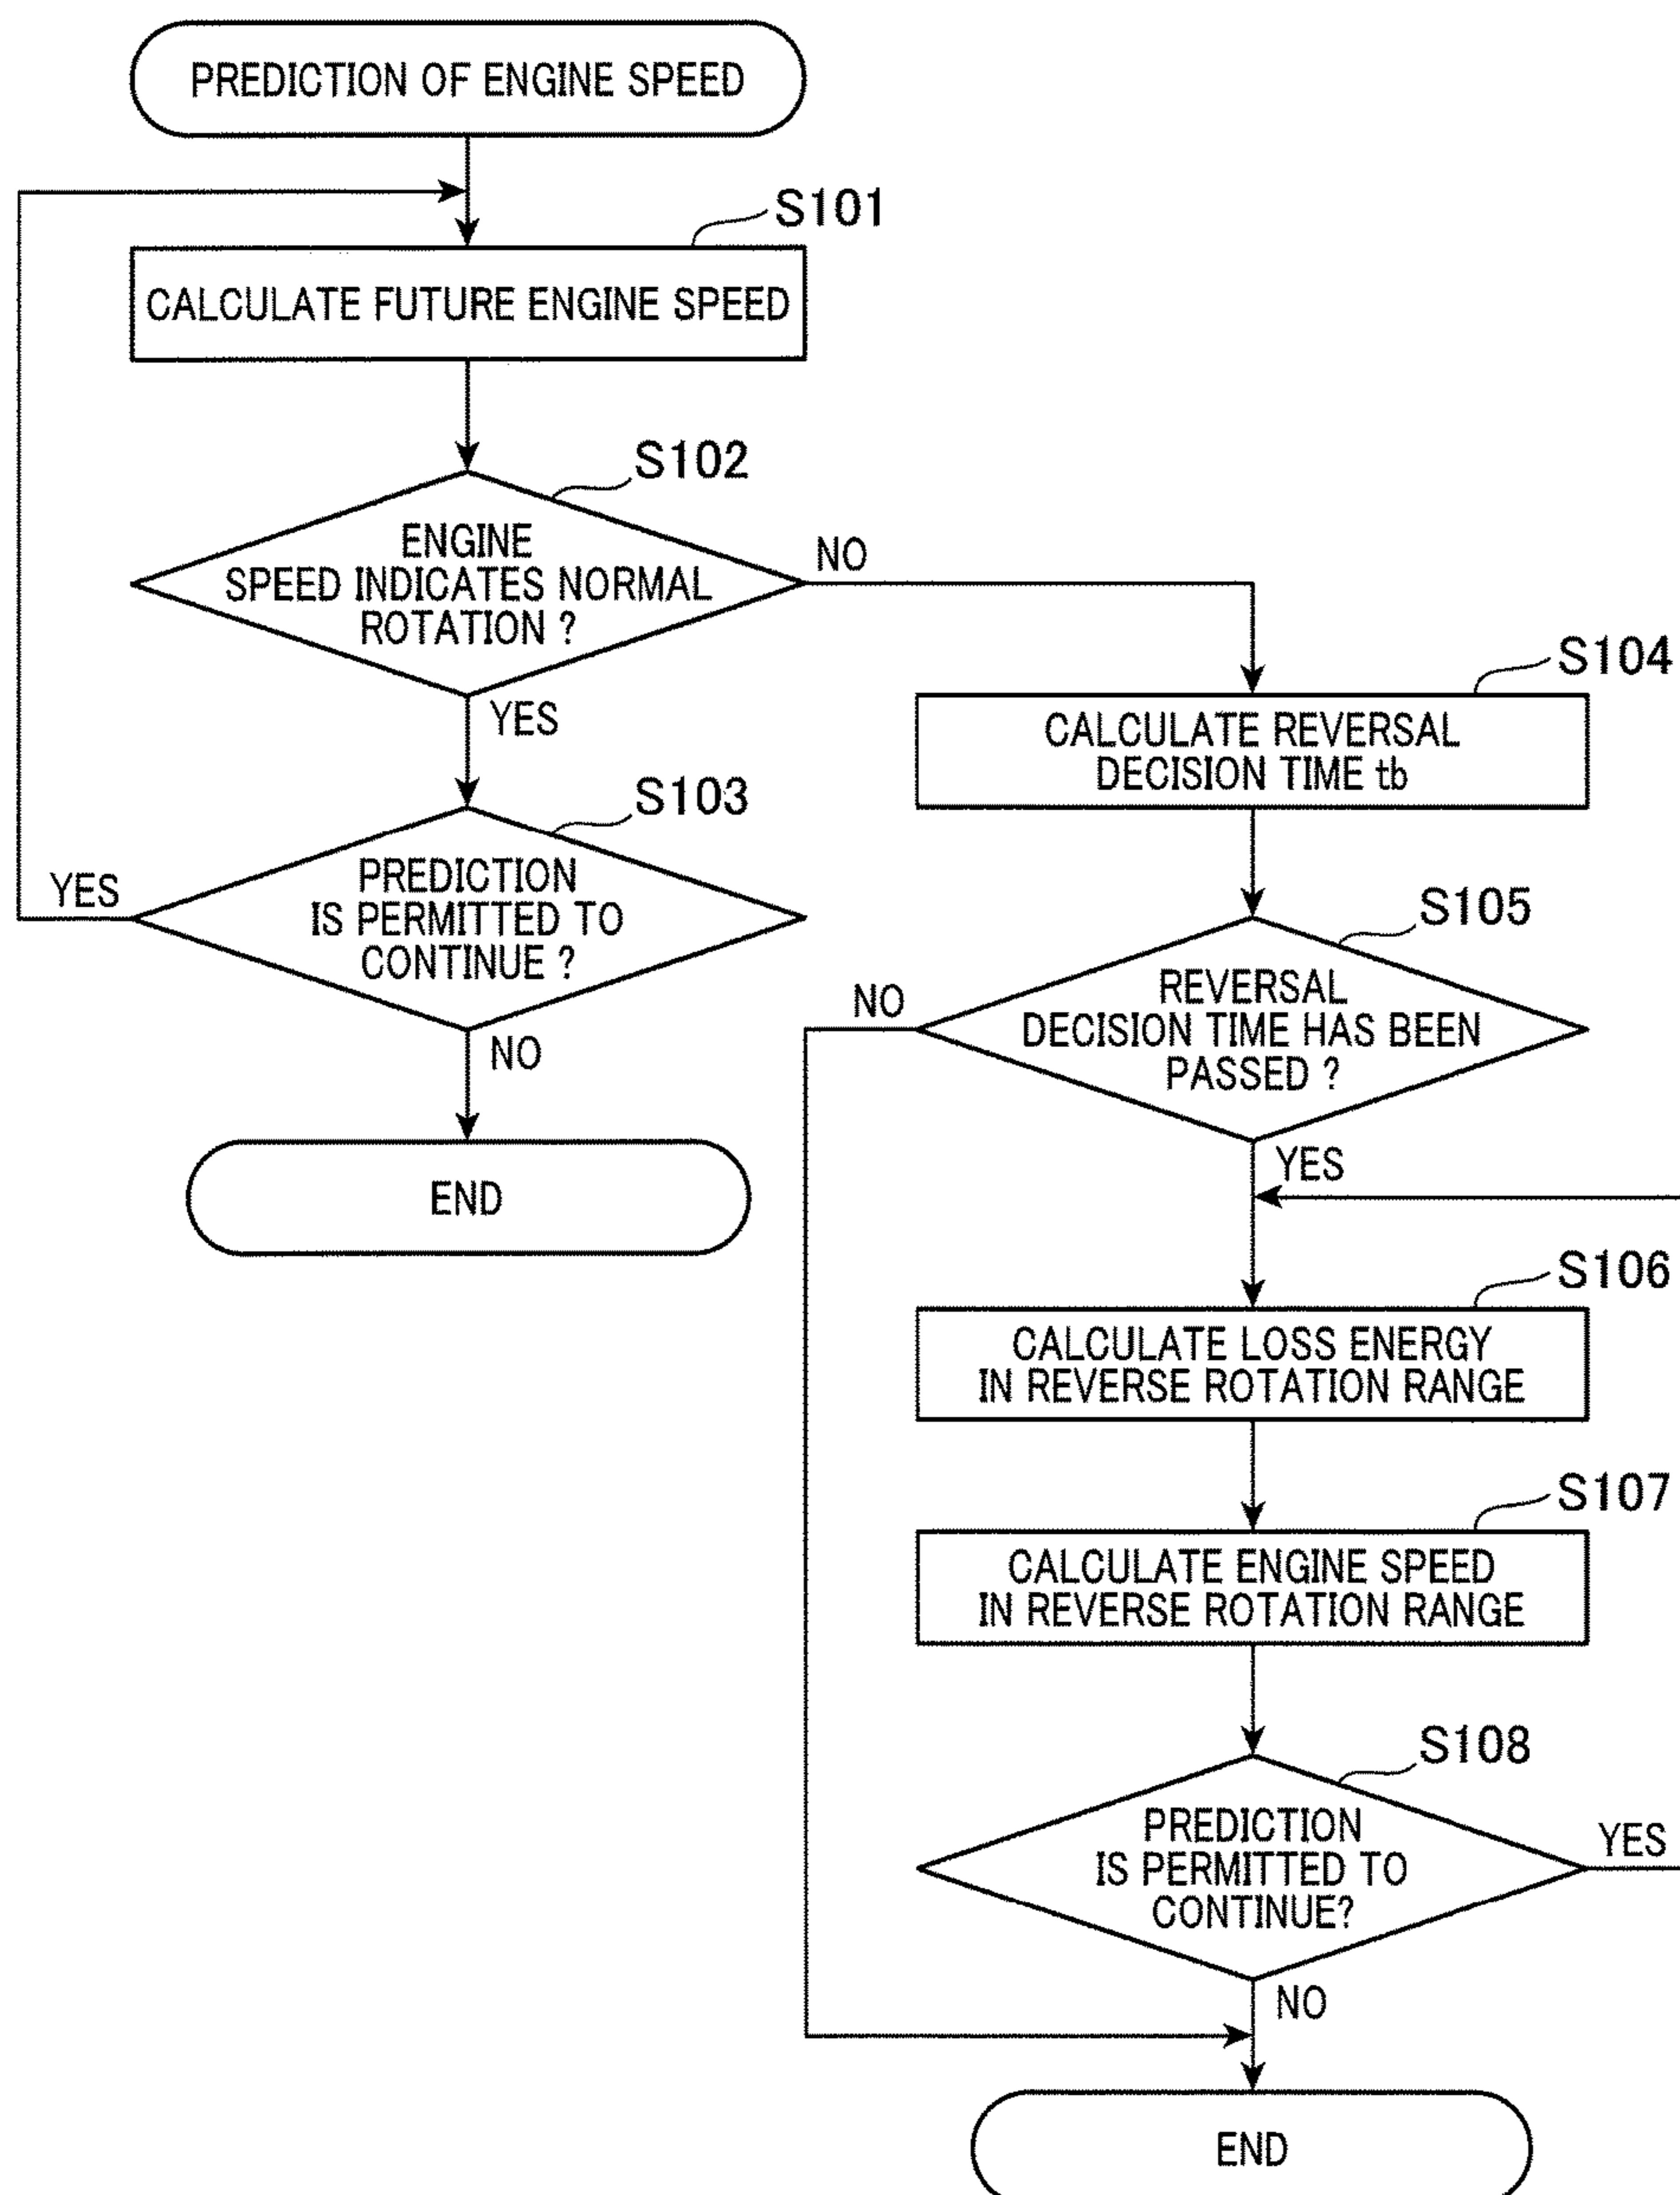 PREDICTION OF ENGINE SPEED
S101
CALCULATE FUTURE ENGINE SPEED
S102
ENGINE
SPEED INDICATES NORMAL
ROTATION ?
NO
YES
S103
PREDICTION
IS PERMITTED TO
CONTINUE ?
YES
NO
END
S104
CALCULATE REVERSAL
DECISION TIME tb
S105
REVERSAL
DECISION TIME HAS BEEN
PASSED ?
NO
YES
S106
CALCULATE LOSS ENERGY
IN REVERSE ROTATION RANGE
S107
CALCULATE ENGINE SPEED
IN REVERSE ROTATION RANGE
S108
PREDICTION
IS PERMITTED TO
CONTINUE?
YES
NO
END